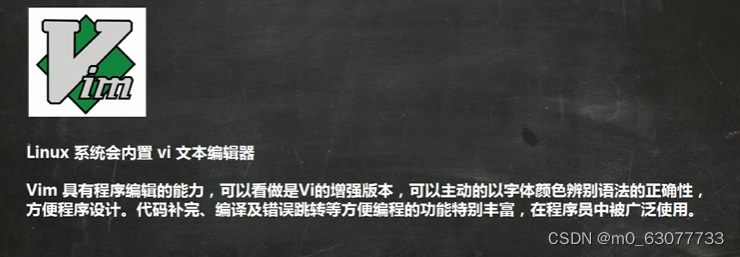 Vim
Linux 系统会内置 vi 文本编辑器
Vim 具有程序编辑的能力，可以看做是Vi的增强版本，可以主动的以字体颜色辨别语法的正确性，
方便程序设计。代码补完、编译及错误跳转等方便编程的功能特别丰富，在程序员中被广泛使用。
CSDN @m0_63077733